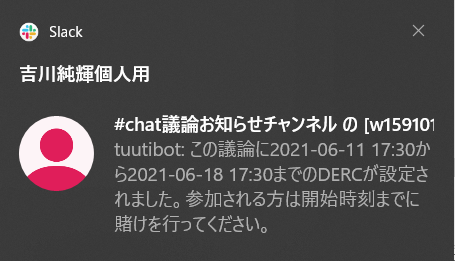 Slack
吉川純輝個人用
#chat議論お知らせチャンネル の [w159101
tuutibot: この議論に2021-06-11 17:30か
ら2021-06-18 17:30までのDERCが設定さ
れました。参加される方は開始時刻までに
賭けを行ってください。